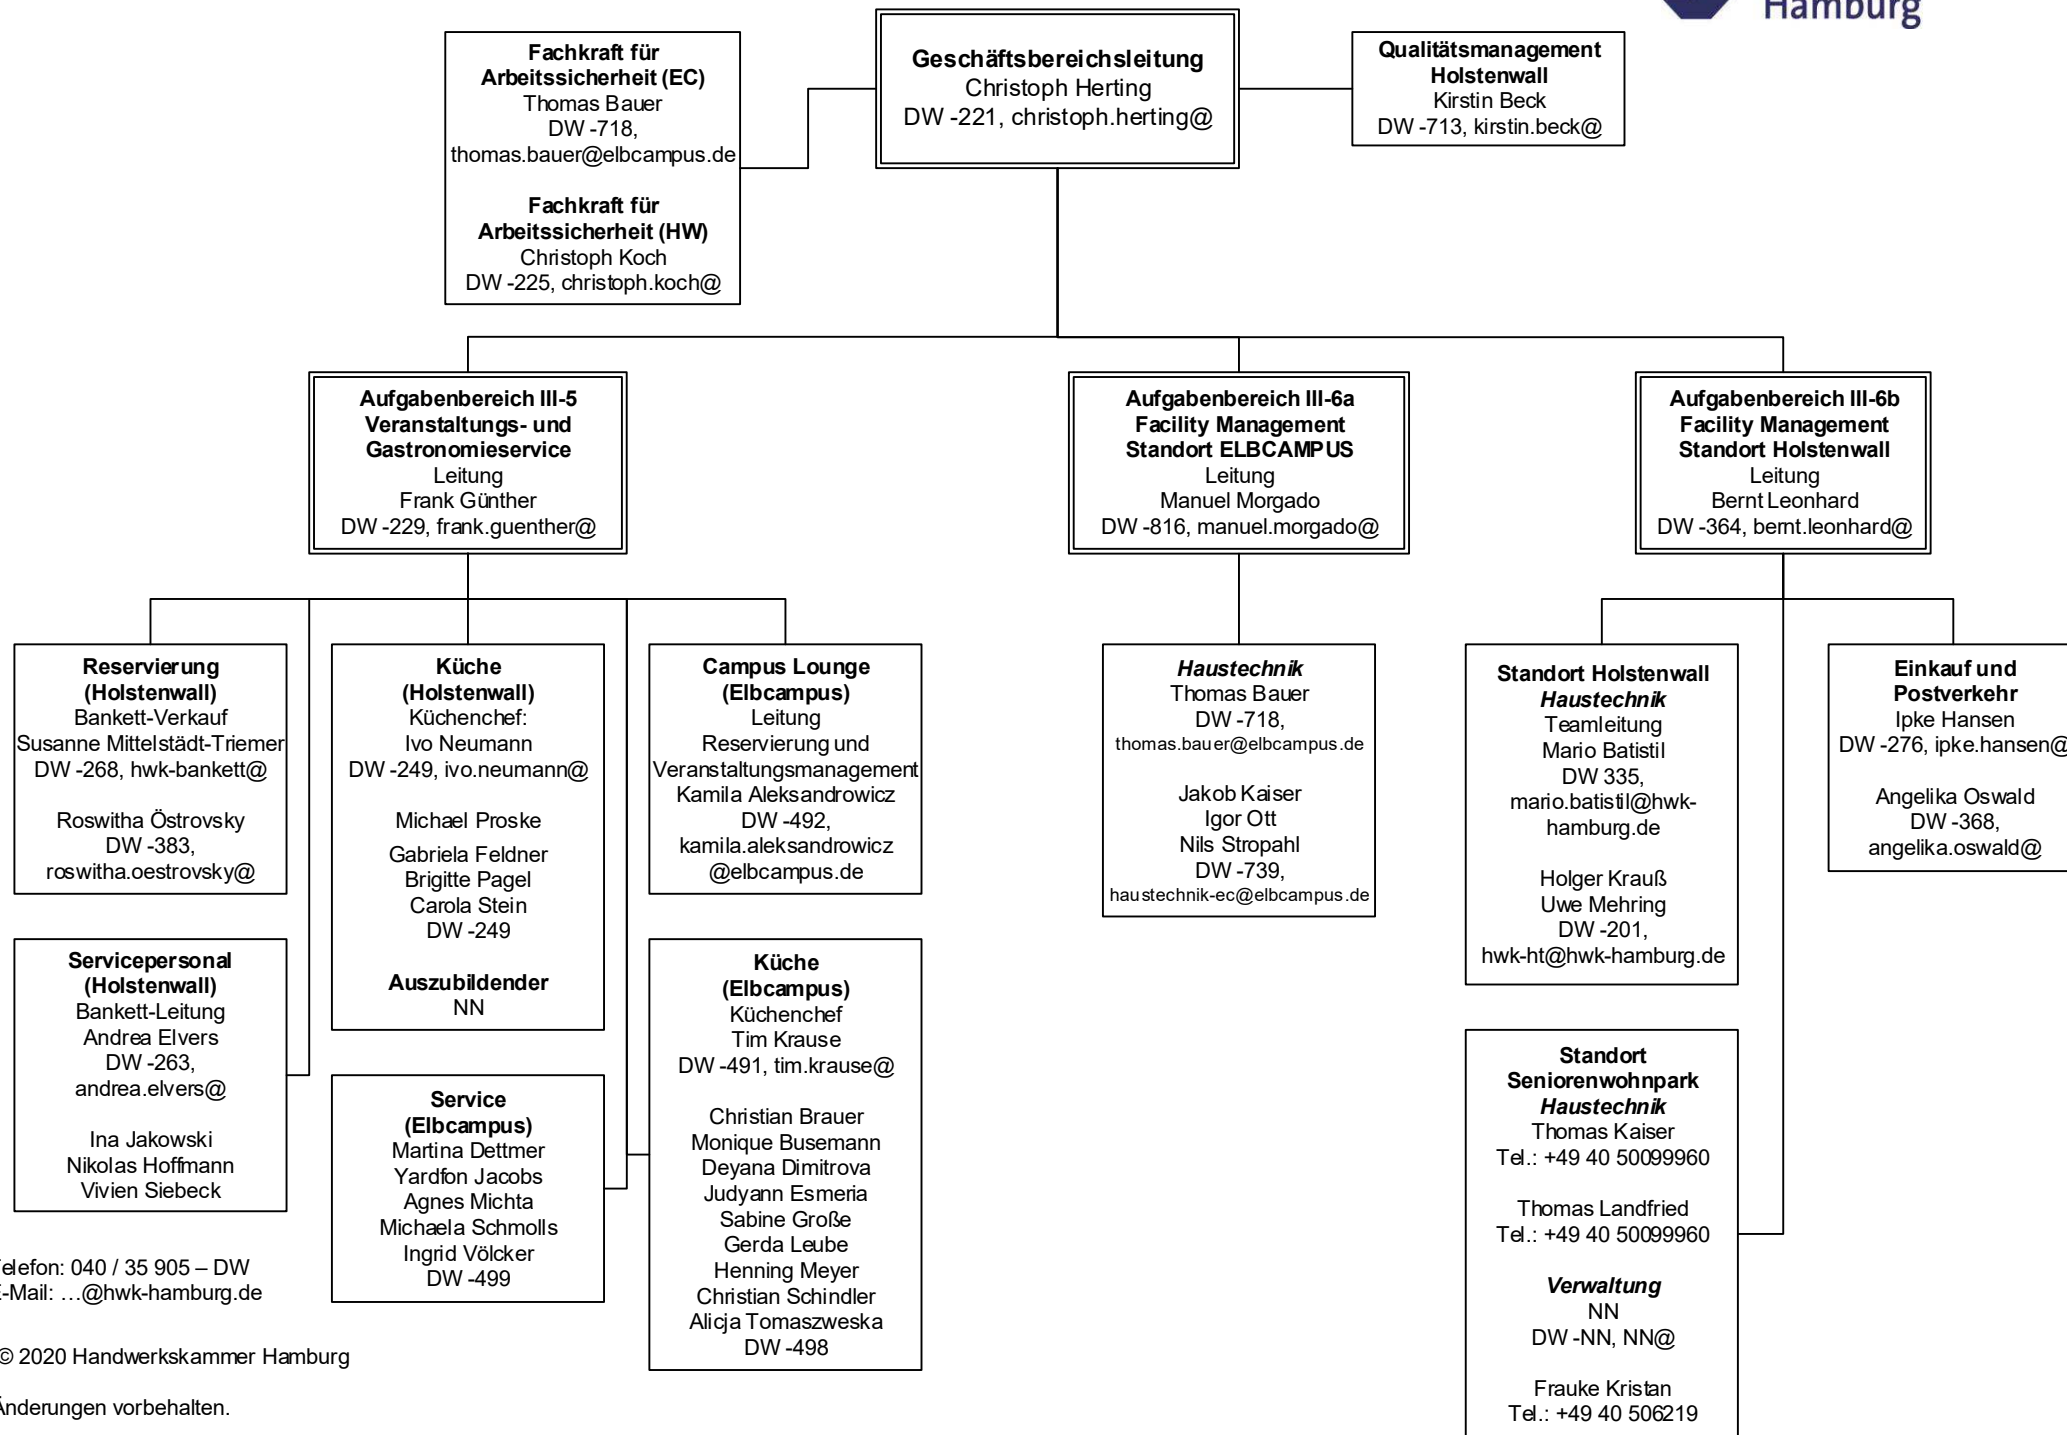 Hamburg
Fachkraft für
Arbeitssicherheit (EC)
Thomas Bauer
DW -718,
thomas.bauer@elbcampus.de
Fachkraft für
Arbeitssicherheit (HW)
Christoph Koch
DW -225, christoph.koch@
Geschäftsbereichsleitung
Christoph Herting
DW -221, christoph.herting@
Qualitätsmanagement
Holstenwall
Kirstin Beck
DW -713, kirstin.beck@
Aufgabenbereich III-5
Veranstaltungs- und
Gastronomieservice
Leitung
Frank Günther
DW -229, frank.guenther@
Aufgabenbereich III-6a
Facility Management
Standort ELBCAMPUS
Leitung
Manuel Morgado
DW -816, manuel.morgado@
Aufgabenbereich III-6b
Facility Management
Standort Holstenwall
Leitung
Bernt Leonhard
DW -364, bernt.leonhard@
Reservierung
(Holstenwall)
Bankett-Verkauf
Susanne Mittelstädt-Triemer
DW -268, hwk-bankett@
Roswitha Östrovsky
DW -383,
roswitha.oestrovsky@
Küche
(Holstenwall)
Küchenchef:
Ivo Neumann
DW -249, ivo.neumann@
Michael Proske
Gabriela Feldner
Brigitte Pagel
Carola Stein
DW -249
Auszubildender
NN
Campus Lounge
(Elbcampus)
Leitung
Reservierung und
Veranstaltungsmanagement
Kamila Aleksandrowicz
DW -492,
kamila.aleksandrowicz
@elbcampus.de
Haustechnik
Thomas Bauer
DW -718,
thomas.bauer@elbcampus.de
Jakob Kaiser
Igor Ott
Nils Stropahl
DW -739,
haustechnik-ec@elbcampus.de
Standort Holstenwall
Haustechnik
Teamleitung
Mario Batistil
DW 335,
mario.batistil@hwk-
hamburg.de
Holger Krauß
Uwe Mehring
DW -201,
hwk-ht@hwk-hamburg.de
Einkauf und
Postverkehr
Ipke Hansen
DW -276, ipke.hansen@
Angelika Oswald
DW -368,
angelika.oswald@
Servicepersonal
(Holstenwall)
Bankett-Leitung
Andrea Elvers
DW -263,
andrea.elvers@
Ina Jakowski
Nikolas Hoffmann
Vivien Siebeck
Service
(Elbcampus)
Martina Dettmer
Yardfon Jacobs
Agnes Michta
Michaela Schmolls
Ingrid Völcker
DW -499
Küche
(Elbcampus)
Küchenchef
Tim Krause
DW -491, tim.krause@
Christian Brauer
Monique Busemann
Deyana Dimitrova
Judyann Esmeria
Sabine Große
Gerda Leube
Henning Meyer
Christian Schindler
Alicja Tomaszweska
DW -498
Standort
Seniorenwohnpark
Haustechnik
Thomas Kaiser
Tel.: +49 40 50099960
Thomas Landfried
Tel.: +49 40 50099960
Verwaltung
NN
DW -NN, NN@
Frauke Kristan
Tel.: +49 40 506219
Telefon: 040 / 35 905 – DW
E-Mail: …@hwk-hamburg.de
© 2020 Handwerkskammer Hamburg
Änderungen vorbehalten.